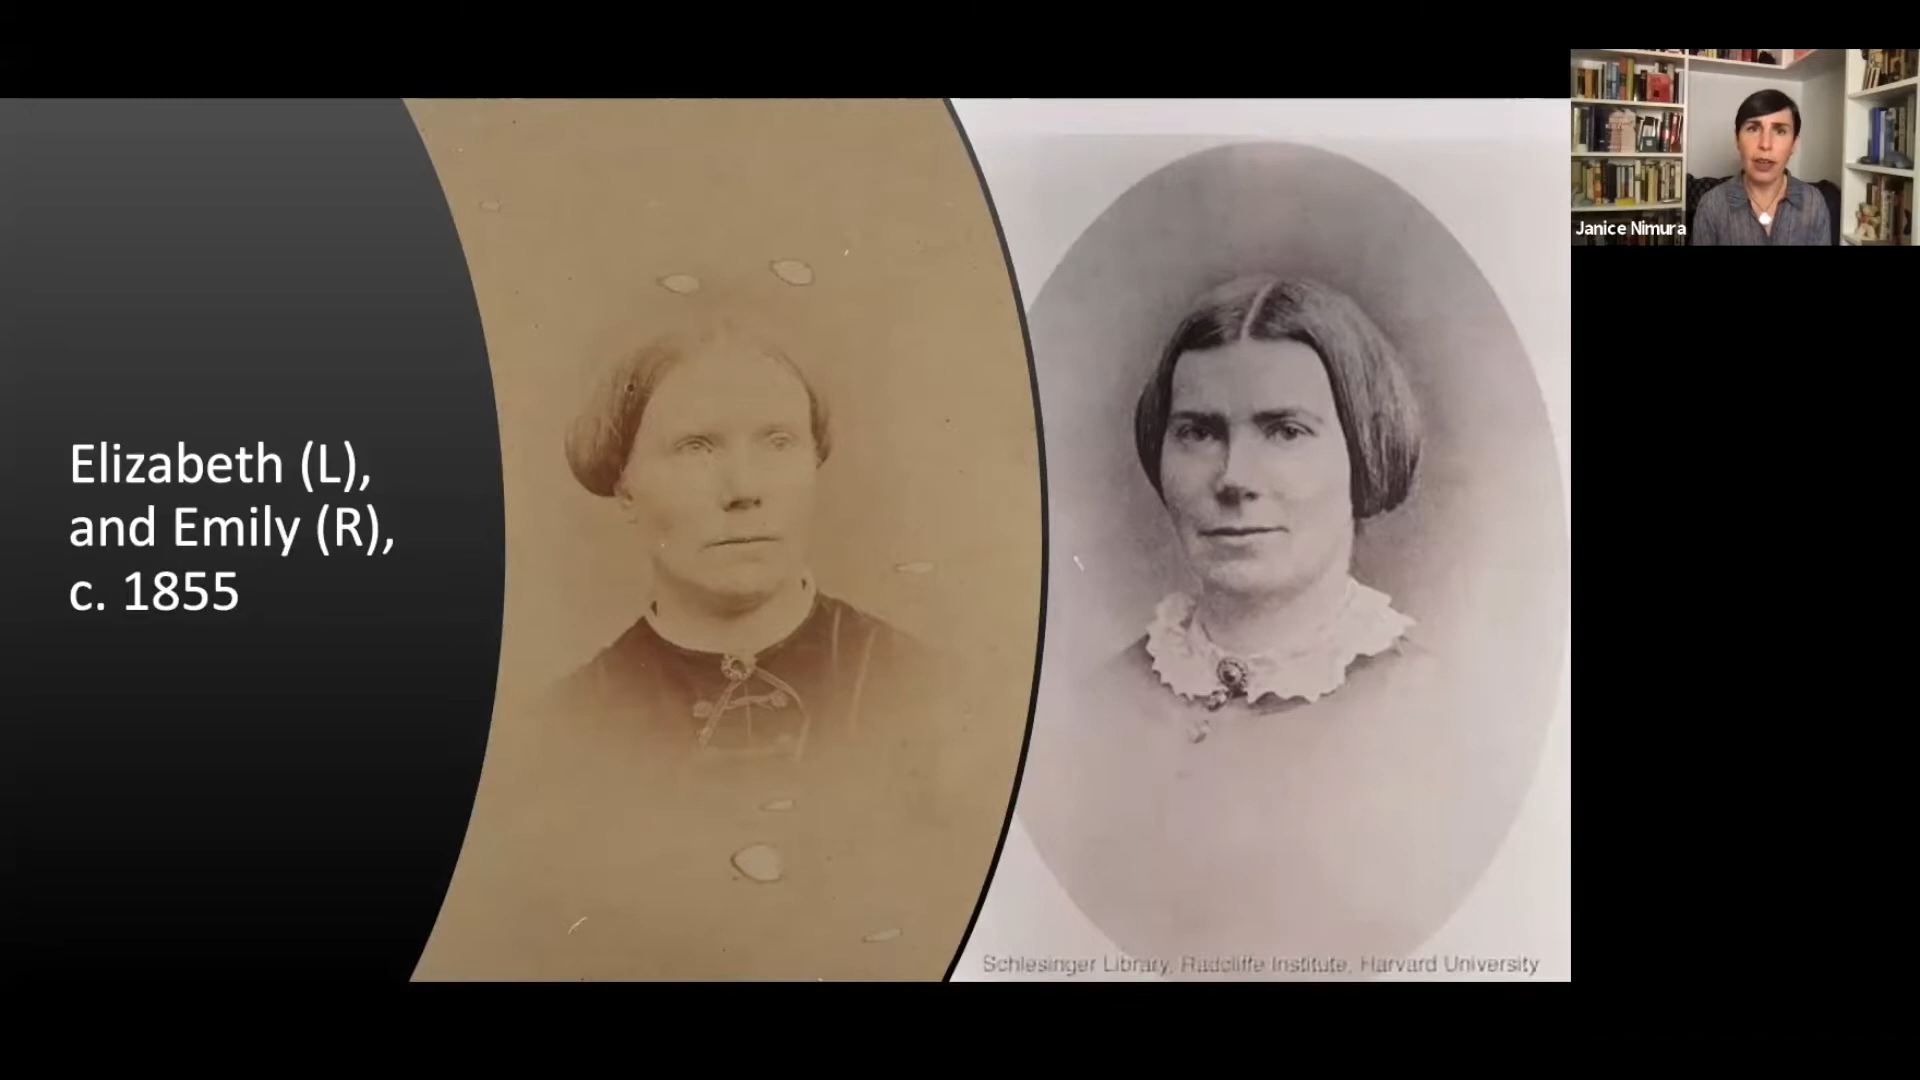 Elizabeth (L),
and Emily (R),
c. 1855
Janice Nimura
Schlesinger Library, Radcliffe Institute, Harvard University